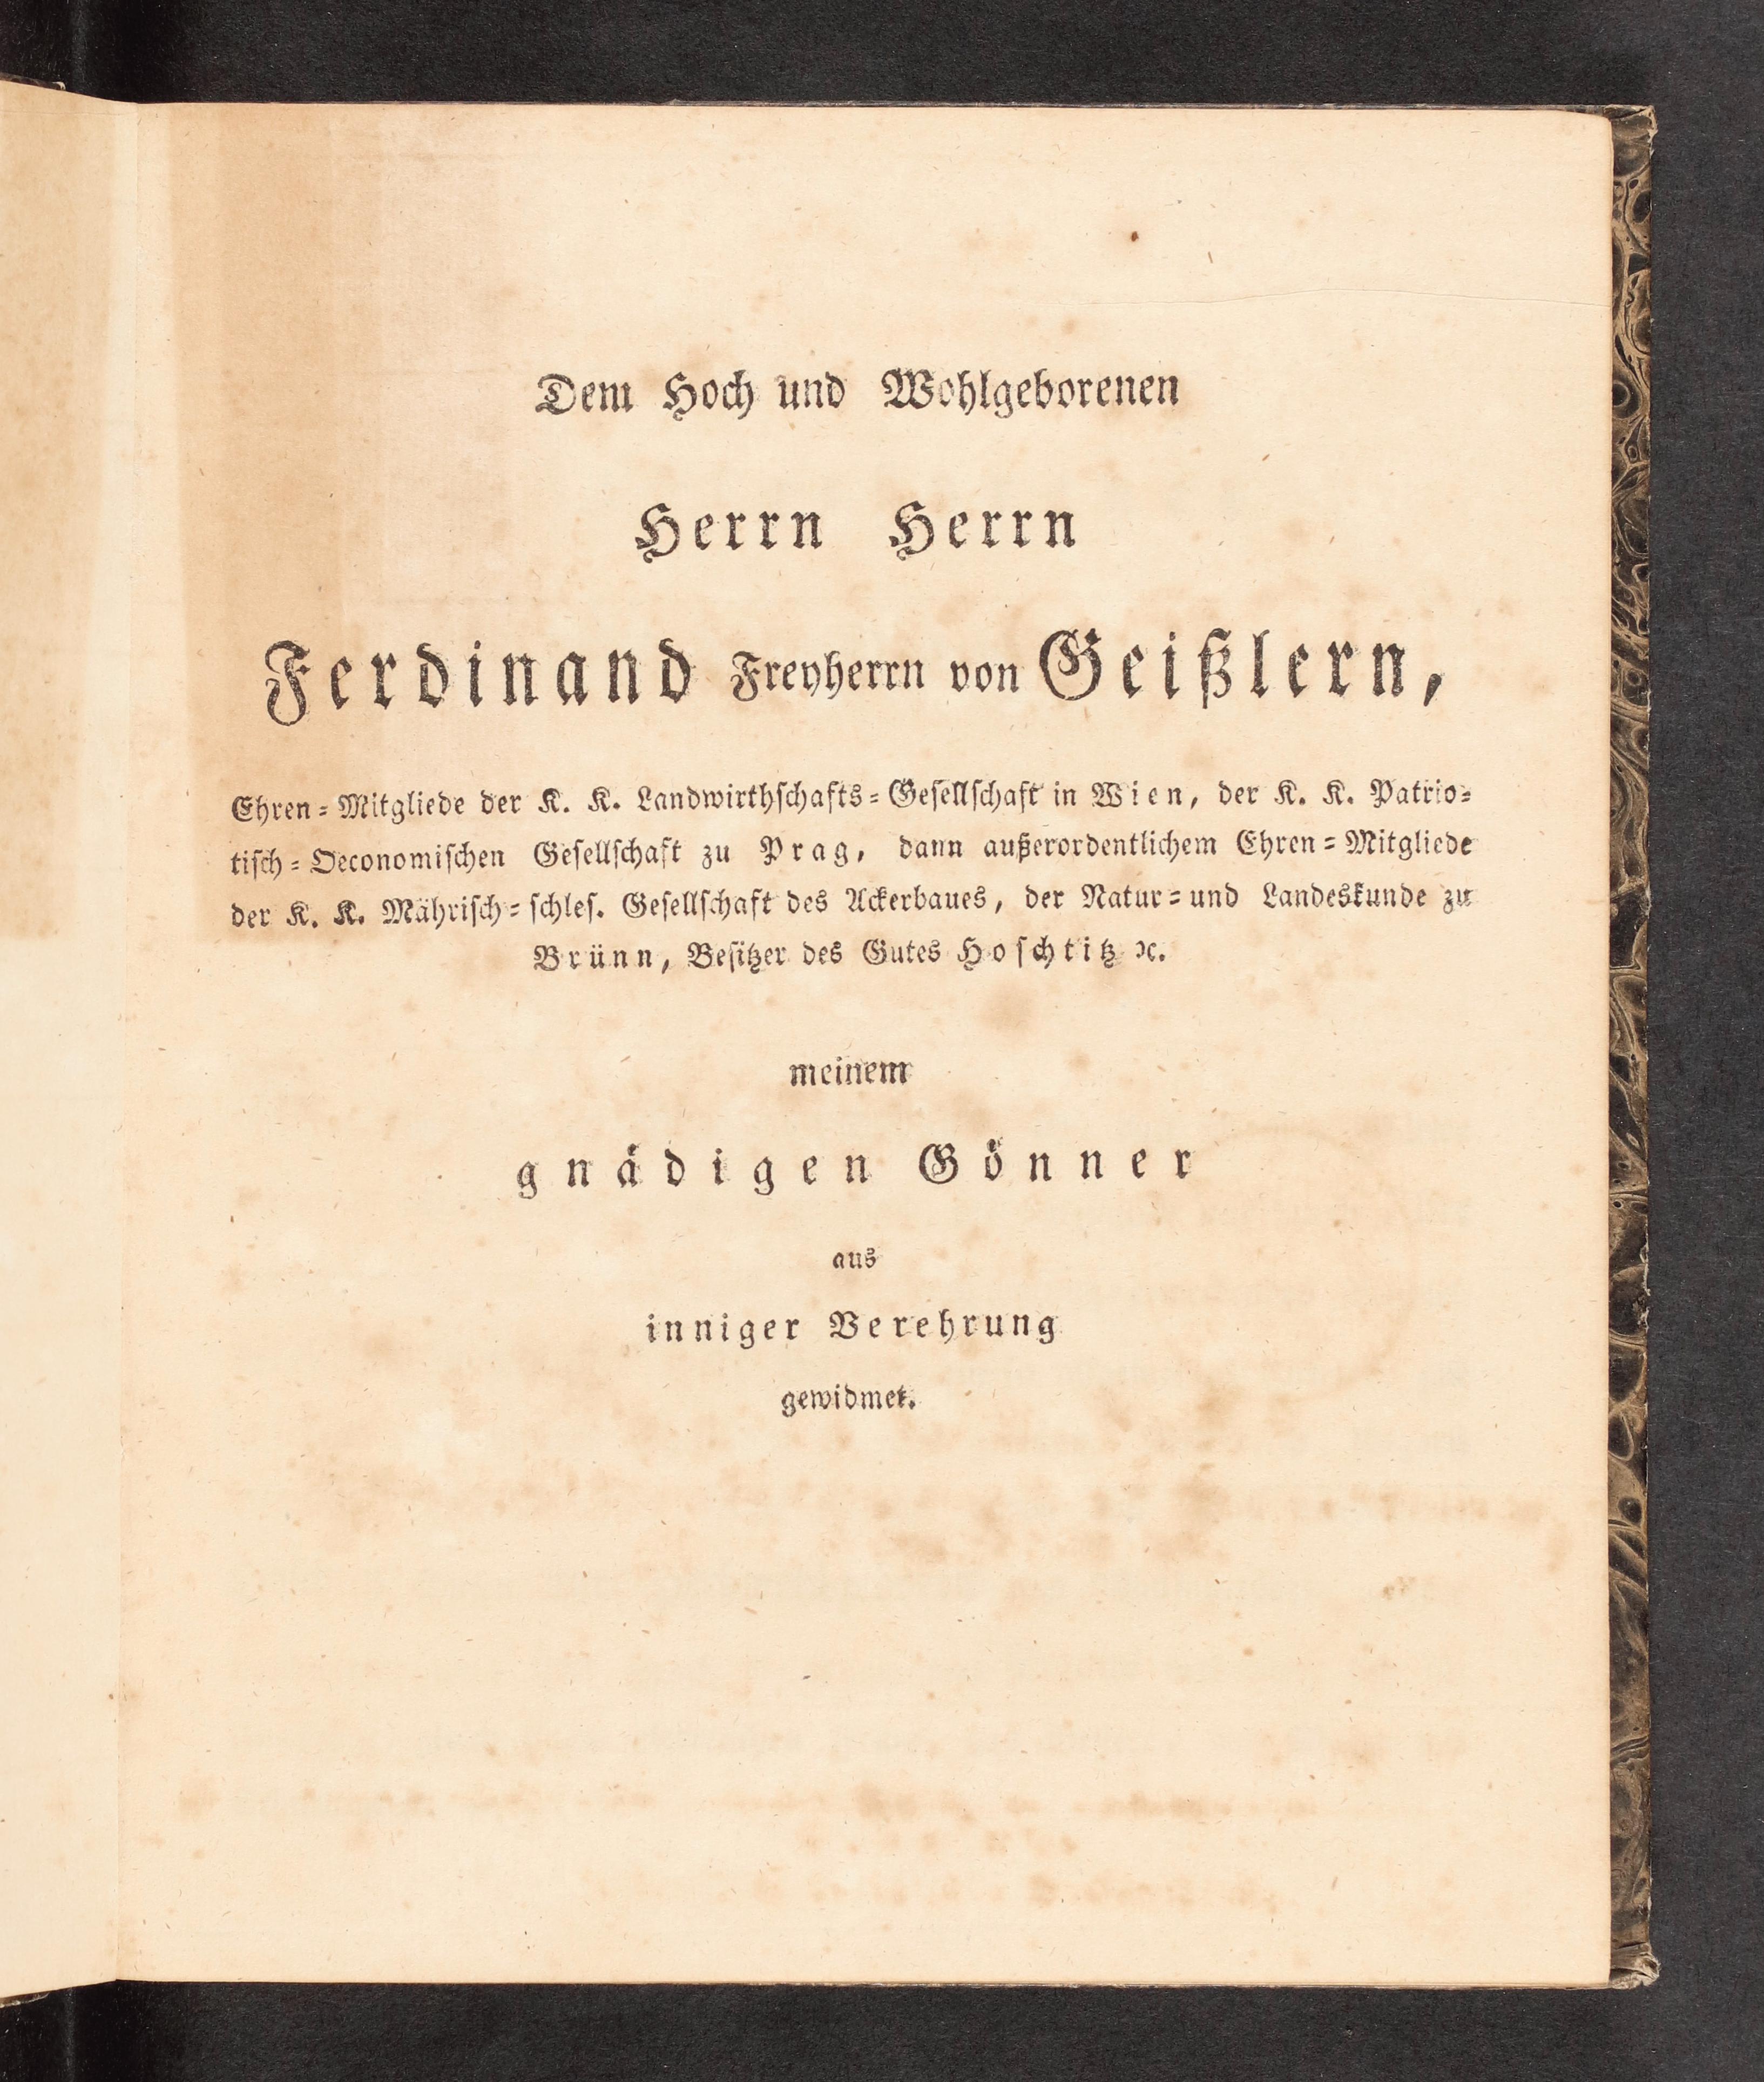 Dem Hoch und Wohlgeborenen
Herrn Herrn
Ferdinand Freyherrn von Geißlern,
Ehren-Mitgliede der K. K. Landwirthschafts-Gesellschaft in Wien, der K. K. Patrio-
tisch-Oeconomischen Gesellschaft zu Prag, dann außerordentlichem Ehren-Mitgliede
der K. K. Mährisch-schles. Gesellschaft des Ackerbaues, der Natur- und Landeskunde zu
Brünn, Besitzer des Gutes Hoschtitz ꝛc.
meinem
gnädigen Gönner
aus
inniger Verehrung
gewidmet.